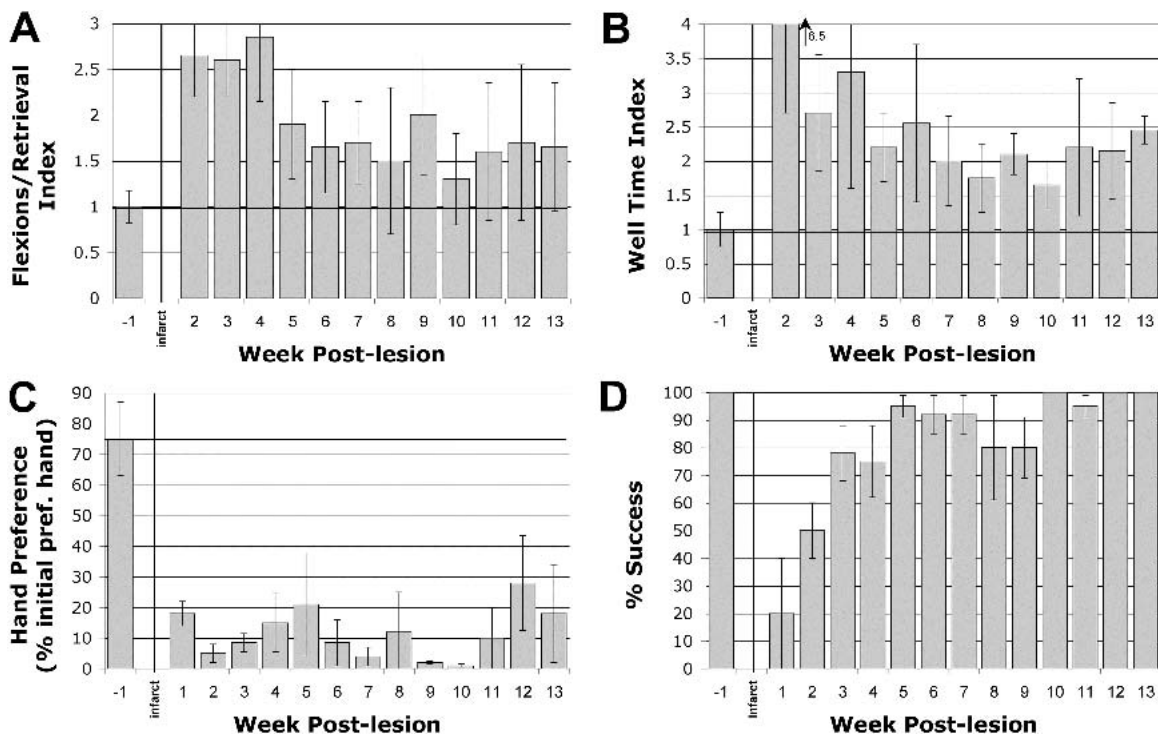 A
Flexions/Retrieval
Index
3
2.5
2
1.5
1
0.5
0
-1
infarct
2 3 4 5 6 7 8 9 10 11 12 13
Week Post-lesion
B
Well Time Index
4
3.5
3
2.5
2
1.5
1
0.5
0
6.5
-1
infarct
2 3 4 5 6 7 8 9 10 11 12 13
Week Post-lesion
C
Hand Preference
(% initial pref. hand)
90
80
70
60
50
40
30
20
10
0
-1
infarct
1 2 3 4 5 6 7 8 9 10 11 12 13
Week Post-lesion
D
% Success
100
90
80
70
60
50
40
30
20
10
0
-1
Infarct
1 2 3 4 5 6 7 8 9 10 11 12 13
Week Post-lesion